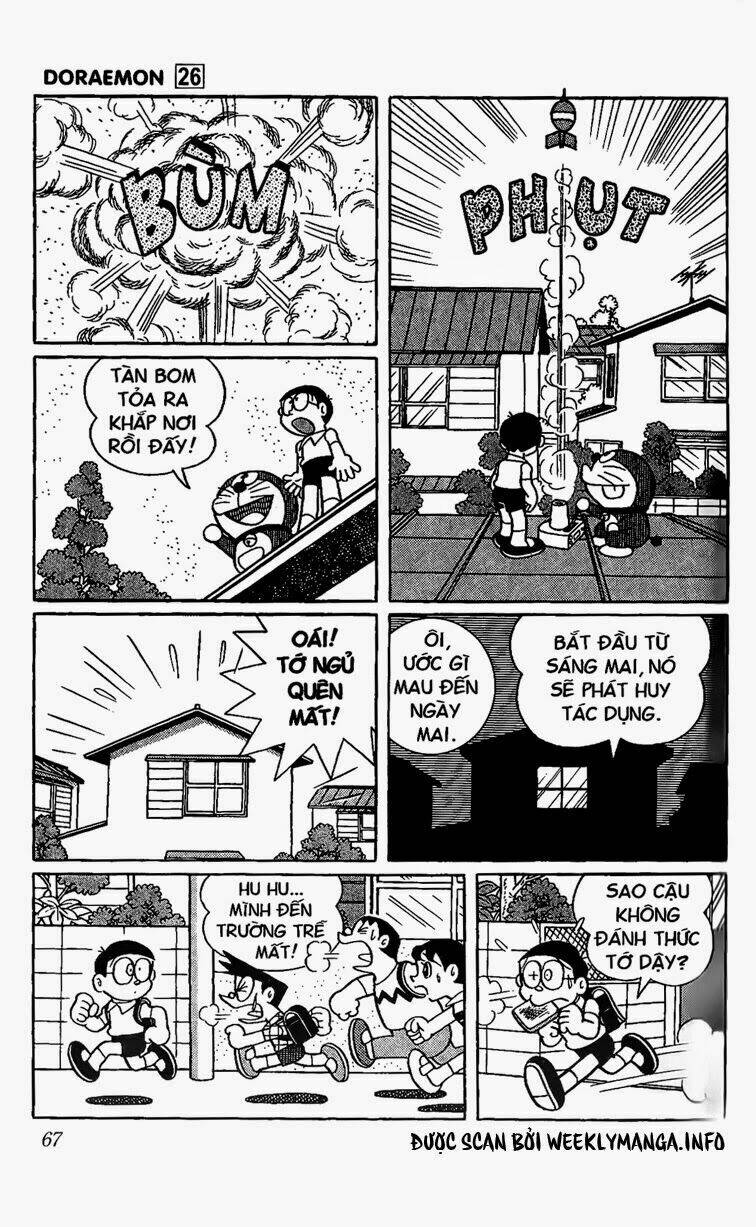 DORAEMON 26
PHỤT
BÙM
TÀN BOM
TỎA RA
KHẮP NƠI
RỒI ĐẤY!
BẮT ĐẦU TỪ
SÁNG MAI, NÓ
SẼ PHÁT HUY
TÁC DỤNG.
ÔI,
ƯỚC GÌ
MAU ĐẾN
NGÀY
MAI.
OÁI!
TỚ NGỦ
QUÊN
MẤT!
SAO CẬU
KHÔNG
ĐÁNH THỨC
TỚ DẬY?
HU HU...
MÌNH ĐẾN
TRƯỜNG TRỄ
MẤT!
67
ĐƯỢC SCAN BỞI WEEKLYMANGA.INFO